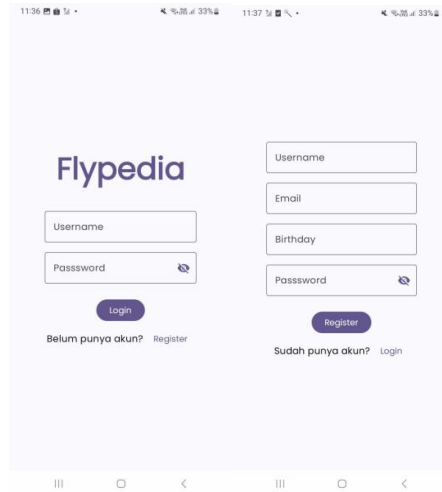 11:36
33%
Flypedia
Username
Passsword
Login
Belum punya akun? Register
11:37
33%
Username
Email
Birthday
Passsword
Register
Sudah punya akun? Login